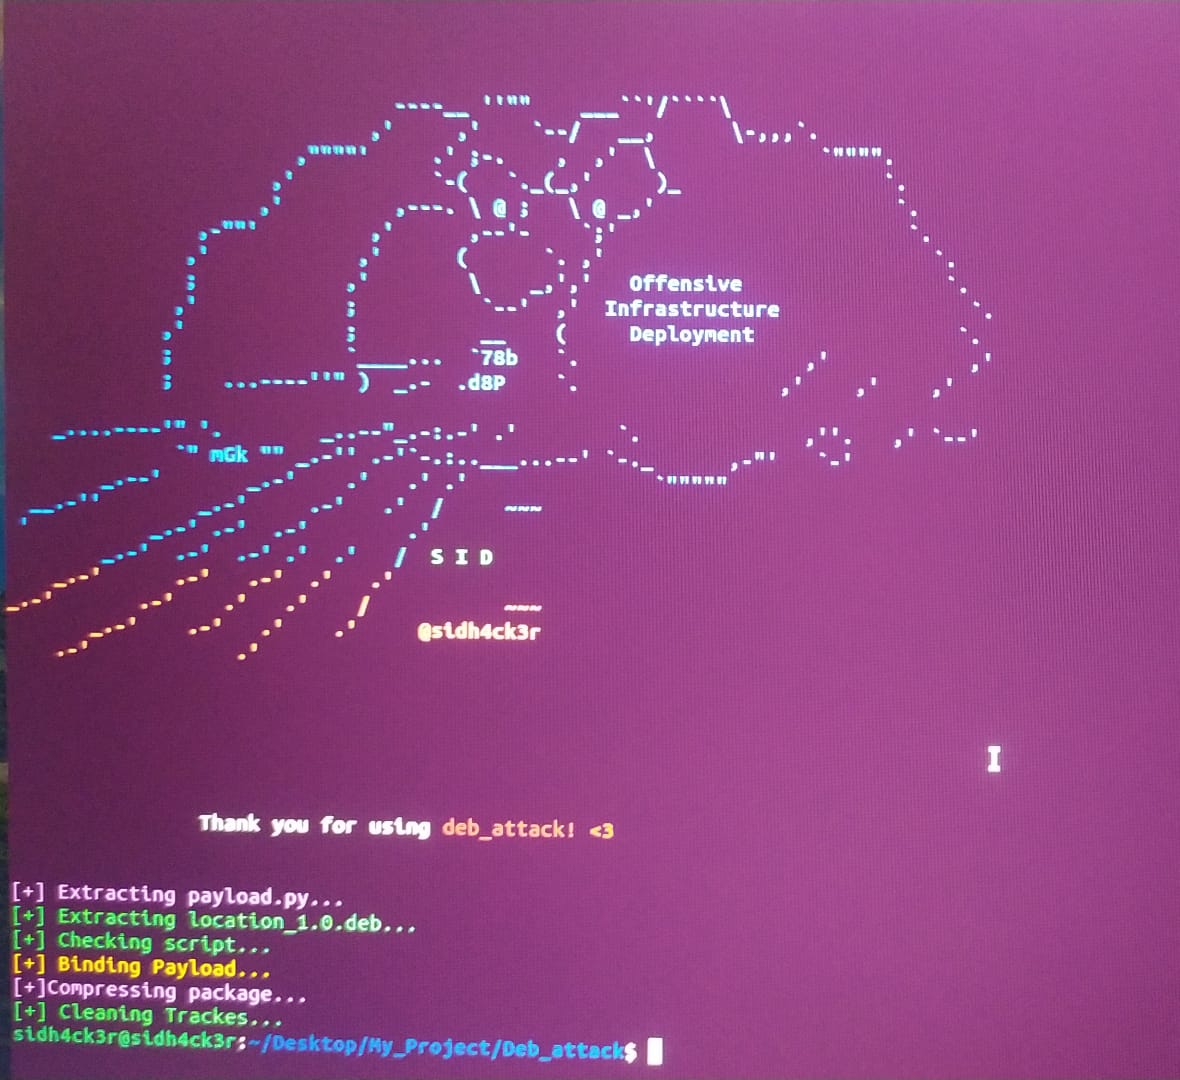 Offensive
Infrastructure
Deployment
`78b
.d8P
mGk
S I D
@sidh4ck3r
Thank you for using deb_attack! <3
[+] Extracting payload.py...
[+] Extracting location_1.0.deb...
[+] Checking script...
[+] Binding Payload...
[+]Compressing package...
[+] Cleaning Trackes...
sidh4ck3r@sidh4ck3r:~/Desktop/My_Project/Deb_attack$